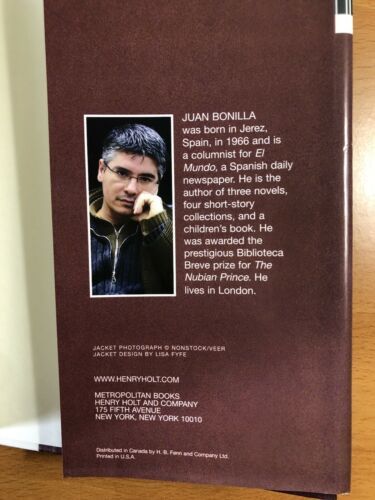 JUAN BONILLA
was born in Jerez,
Spain, in 1966 and is
a columnist for El
Mundo, a Spanish daily
newspaper. He is the
author of three novels,
four short-story
collections, and a
children's book. He
was awarded the
prestigious Biblioteca
Breve prize for The
Nubian Prince. He
lives in London.
JACKET PHOTOGRAPH © NONSTOCK/VEER
JACKET DESIGN BY LISA FYFE
WWW.HENRYHOLT.COM
METROPOLITAN BOOKS
HENRY HOLT AND COMPANY
175 FIFTH AVENUE
NEW YORK, NEW YORK 10010
Distributed in Canada by H. B. Fenn and Company Ltd.
Printed in U.S.A.